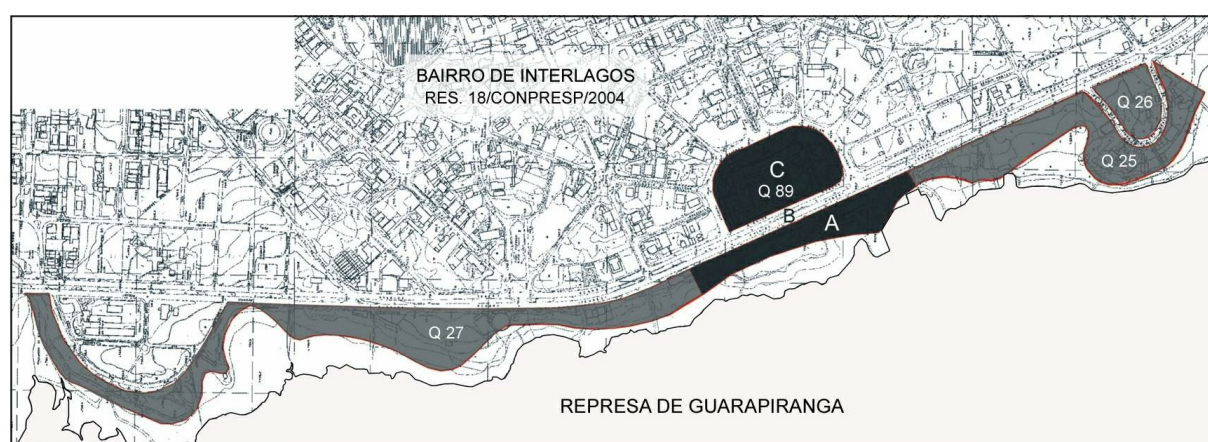 BAIRRO DE INTERLAGOS
RES. 18/CONPRESP/2004
Q 26
Q 25
C
Q 89
B
A
Q 27
REPRESA DE GUARAPIRANGA